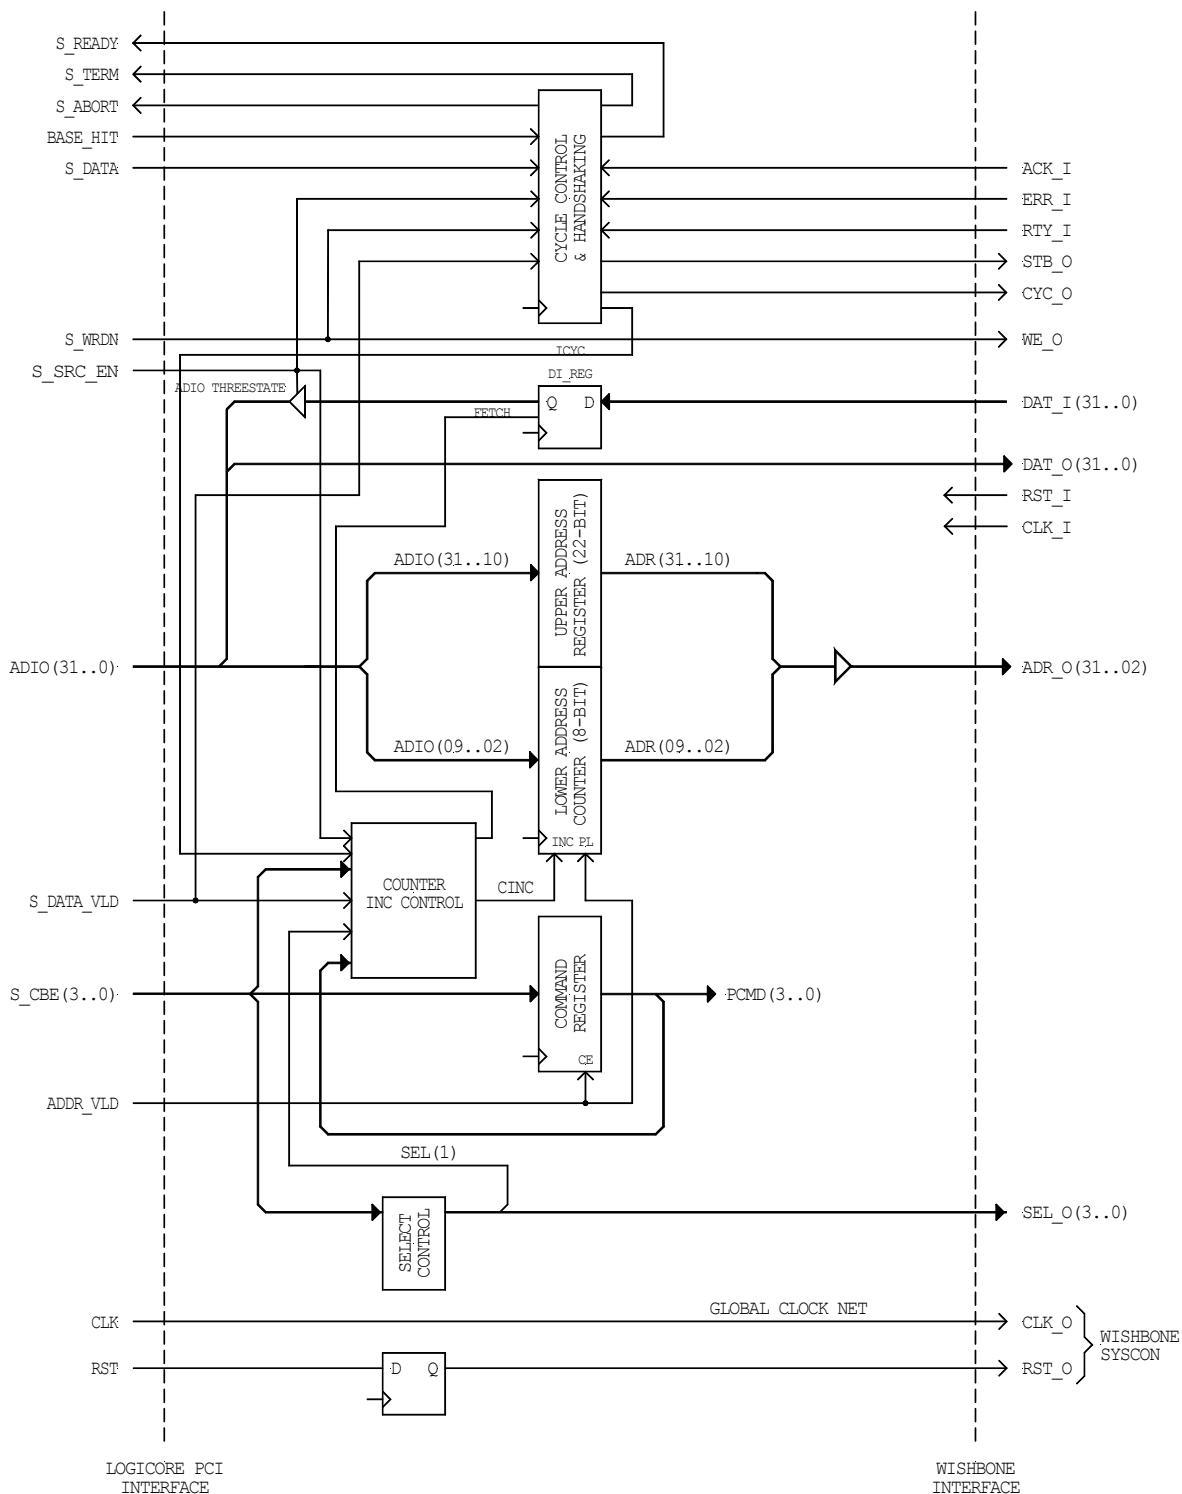 S_READY
S_TERM
S_ABORT
BASE_HIT
S_DATA
CYCLE CONTROL
& HANDSHAKING
ACK_I
ERR_I
RTY_I
STB_O
CYC_O
S_WRDN
WE_O
ICYC
S_SRC_EN
DI_REG
ADIO THREESTATE
Q D
FETCH
DAT_I(31..0)
DAT_O(31..0)
RST_I
CLK_I
UPPER ADDRESS
REGISTER (22-BIT)
ADIO(31..10)
ADR(31..10)
ADIO(31..0)
ADR_O(31..02)
LOWER ADDRESS
COUNTER (8-BIT)
ADIO(09..02)
ADR(09..02)
INC PL
COUNTER
INC CONTROL
CINC
S_DATA_VLD
S_CBE(3..0)
COMMAND
REGISTER
CE
PCMD(3..0)
ADDR_VLD
SEL(1)
SELECT
CONTROL
SEL_O(3..0)
GLOBAL CLOCK NET
CLK
CLK_O
WISHBONE
SYSCON
RST
D Q
RST_O
LOGICORE PCI
INTERFACE
WISHBONE
INTERFACE